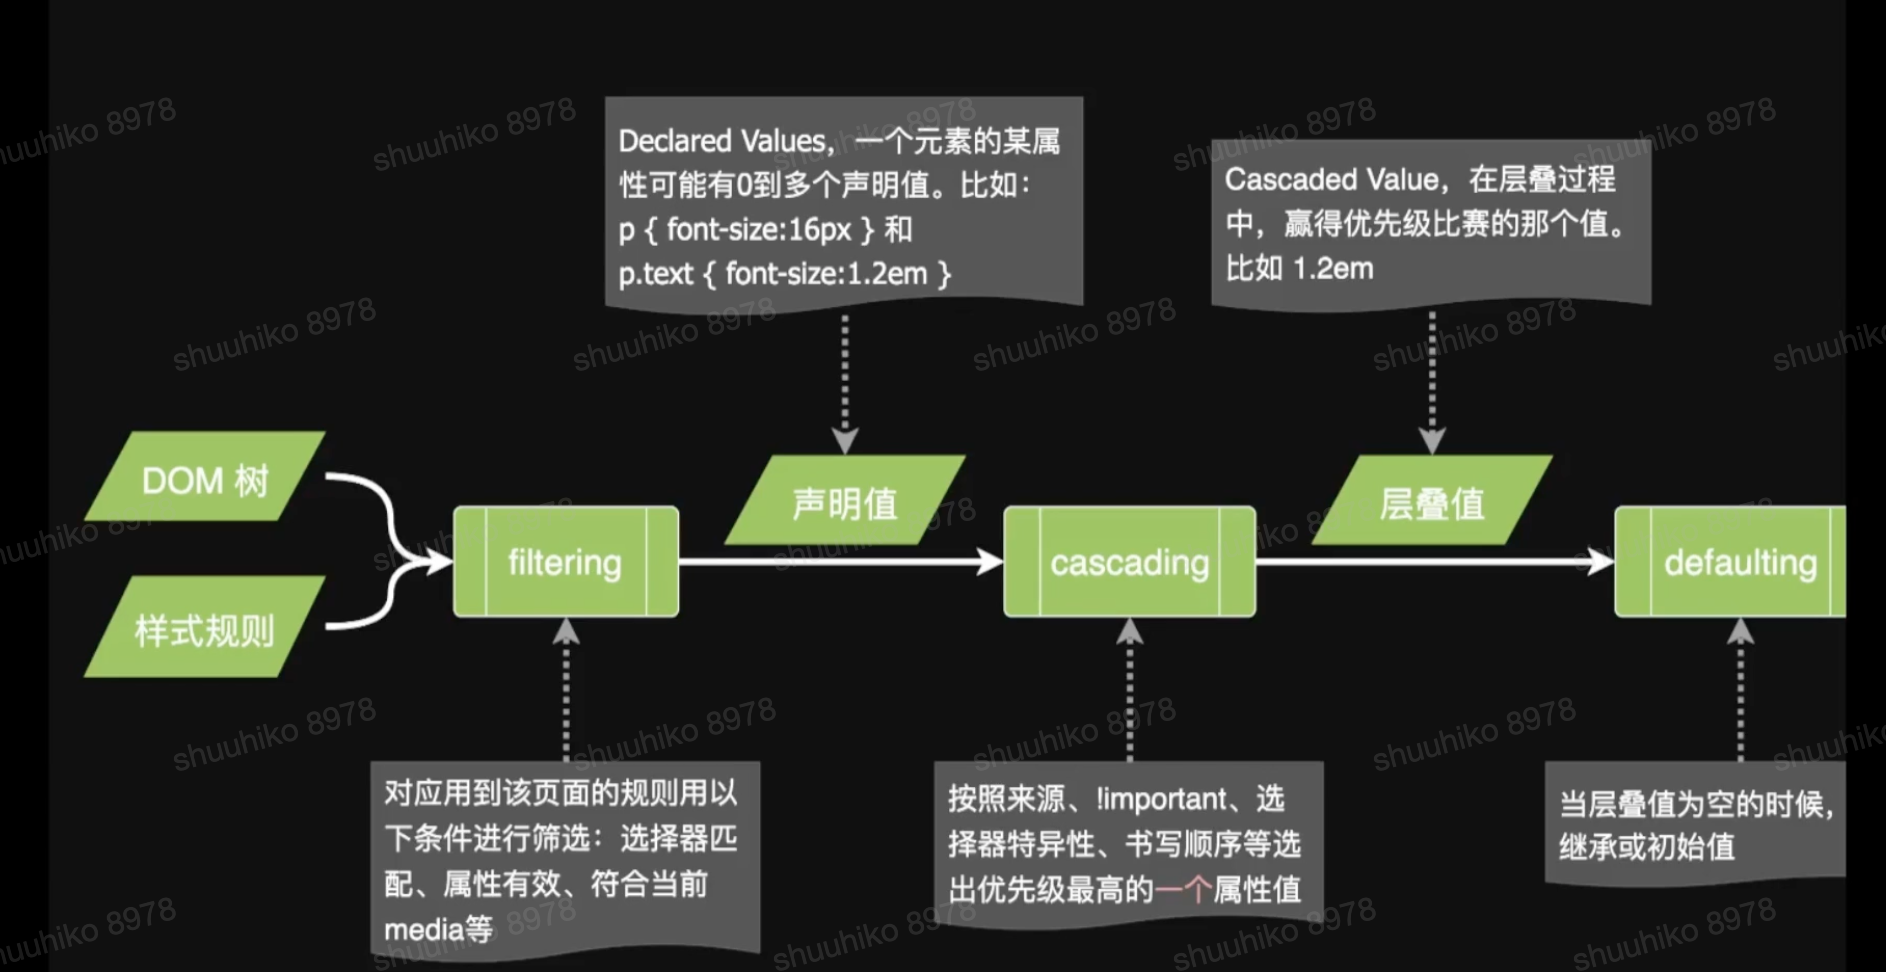 Declared Values，一个元素的某属
性可能有0到多个声明值。比如：
p { font-size:16px } 和
p.text { font-size:1.2em }
Cascaded Value，在层叠过程
中，赢得优先级比赛的那个值。
比如 1.2em
DOM 树
样式规则
filtering
声明值
cascading
层叠值
defaulting
对应用到该页面的规则用以
下条件进行筛选：选择器匹
配、属性有效、符合当前
media等
按照来源、!important、选
择器特异性、书写顺序等选
出优先级最高的一个属性值
当层叠值为空的时候，
继承或初始值
shuuhiko 8978